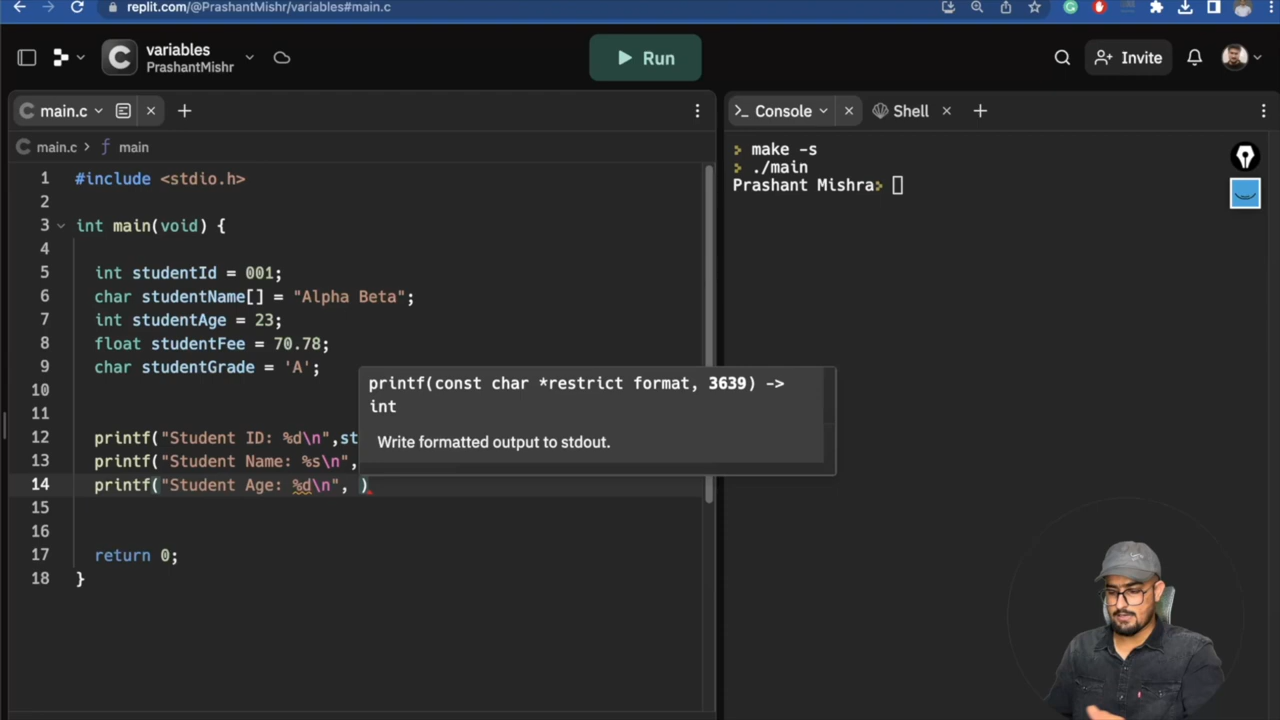 replit.com/@PrashantMishr/variables#main.c
variables
PrashantMishr
Run
Invite
main.c
>_ Console
Shell
main.c > f main
1 #include <stdio.h>
2
3 int main(void) {
4
5 int studentId = 001;
6 char studentName[] = "Alpha Beta";
7 int studentAge = 23;
8 float studentFee = 70.78;
9 char studentGrade = 'A';
10
11
12 printf("Student ID: %d\n",st
13 printf("Student Name: %s\n",
14 printf("Student Age: %d\n", )
15
16
17 return 0;
18 }
printf(const char *restrict format, 3639) ->
int
Write formatted output to stdout.
> make -s
> ./main
Prashant Mishra>